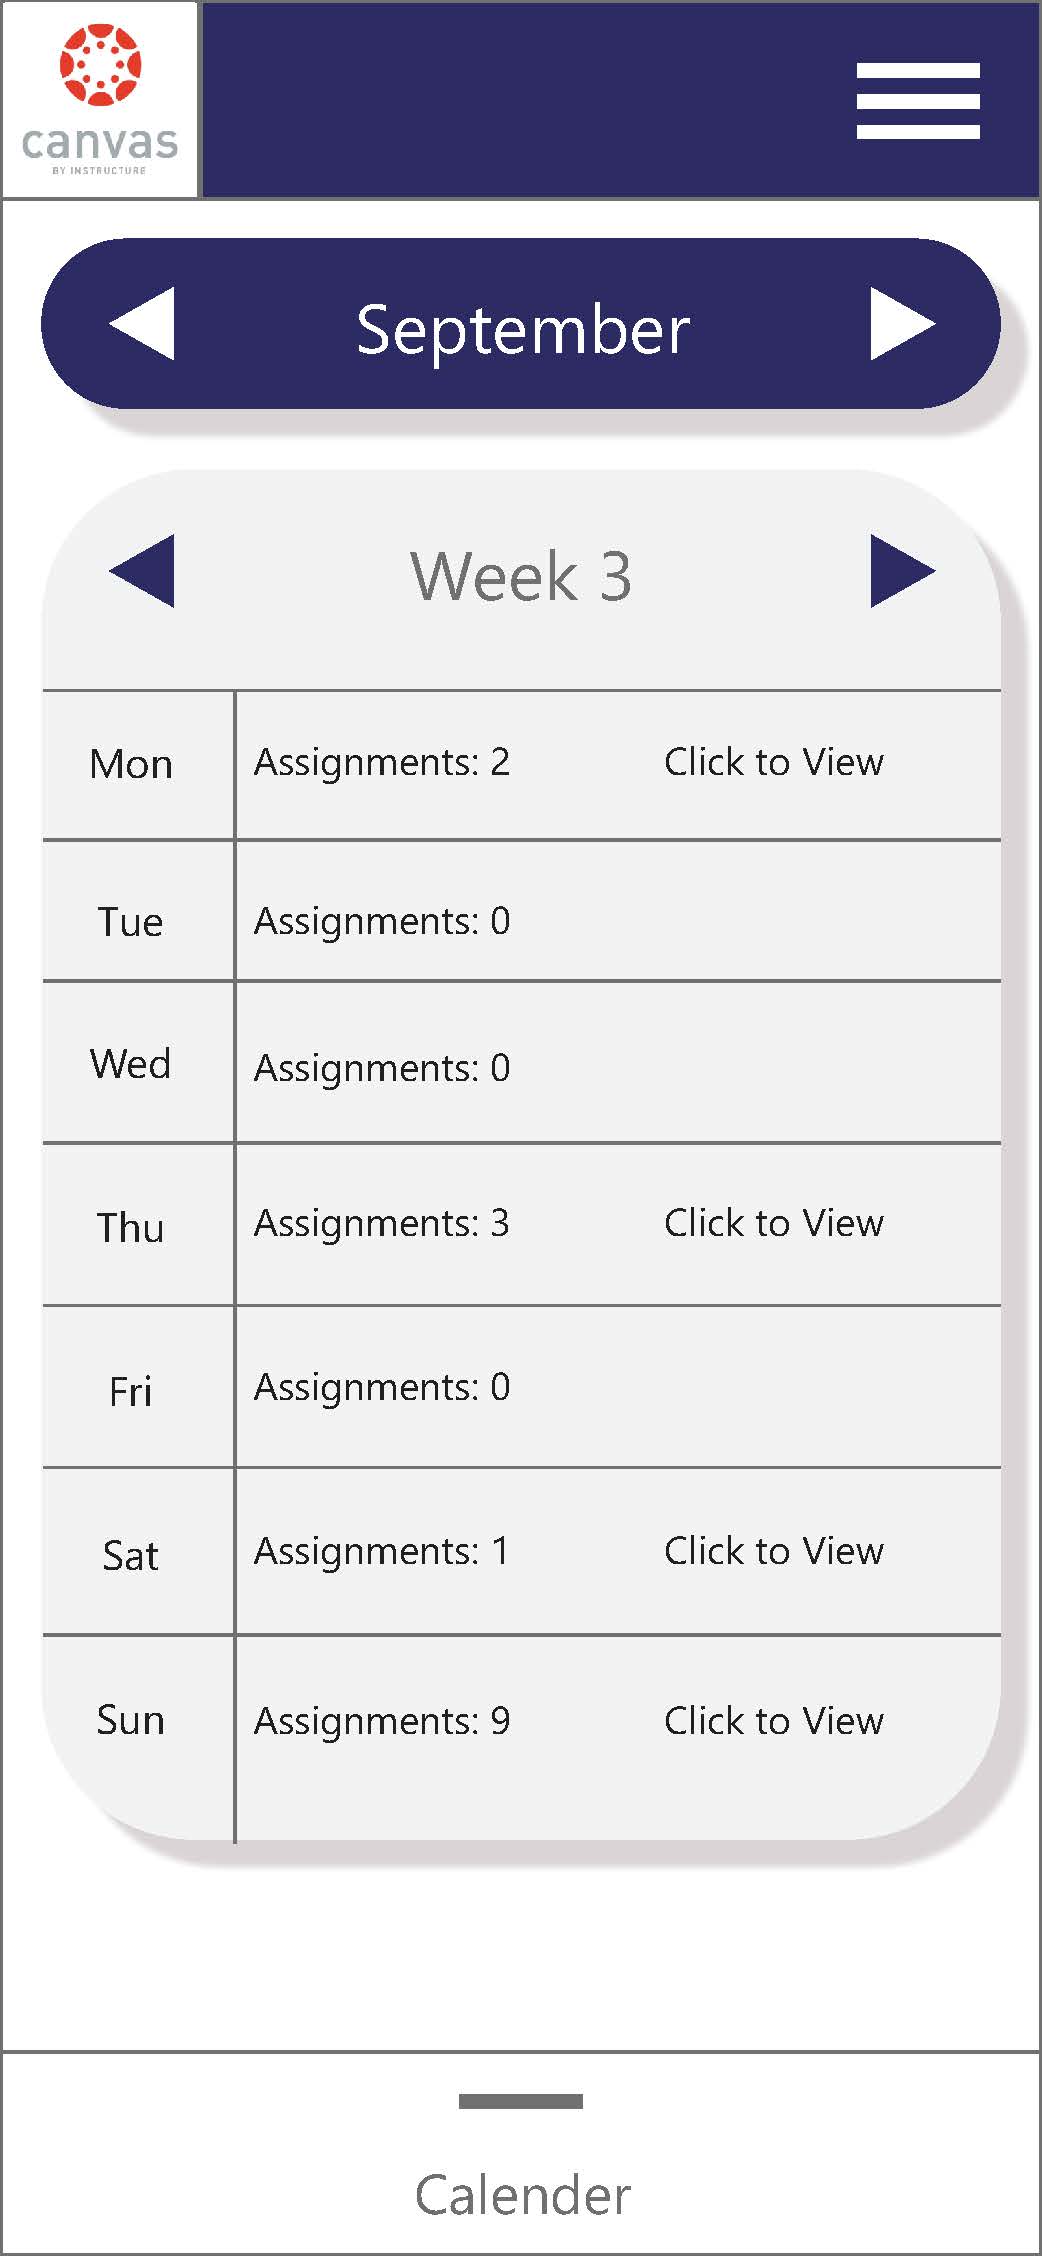 canvas
BY INSTRUCTURE
September
Week 3
Mon Assignments: 2 Click to View
Tue Assignments: 0
Wed Assignments: 0
Thu Assignments: 3 Click to View
Fri Assignments: 0
Sat Assignments: 1 Click to View
Sun Assignments: 9 Click to View
Calender